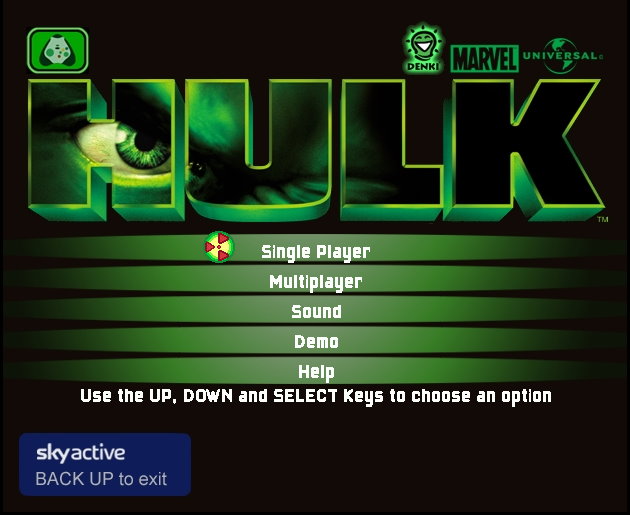 DENKI
MARVEL
UNIVERSAL
HULK
TM
Single Player
Multiplayer
Sound
Demo
Help
Use the UP, DOWN and SELECT Keys to choose an option
skyactive
BACK UP to exit